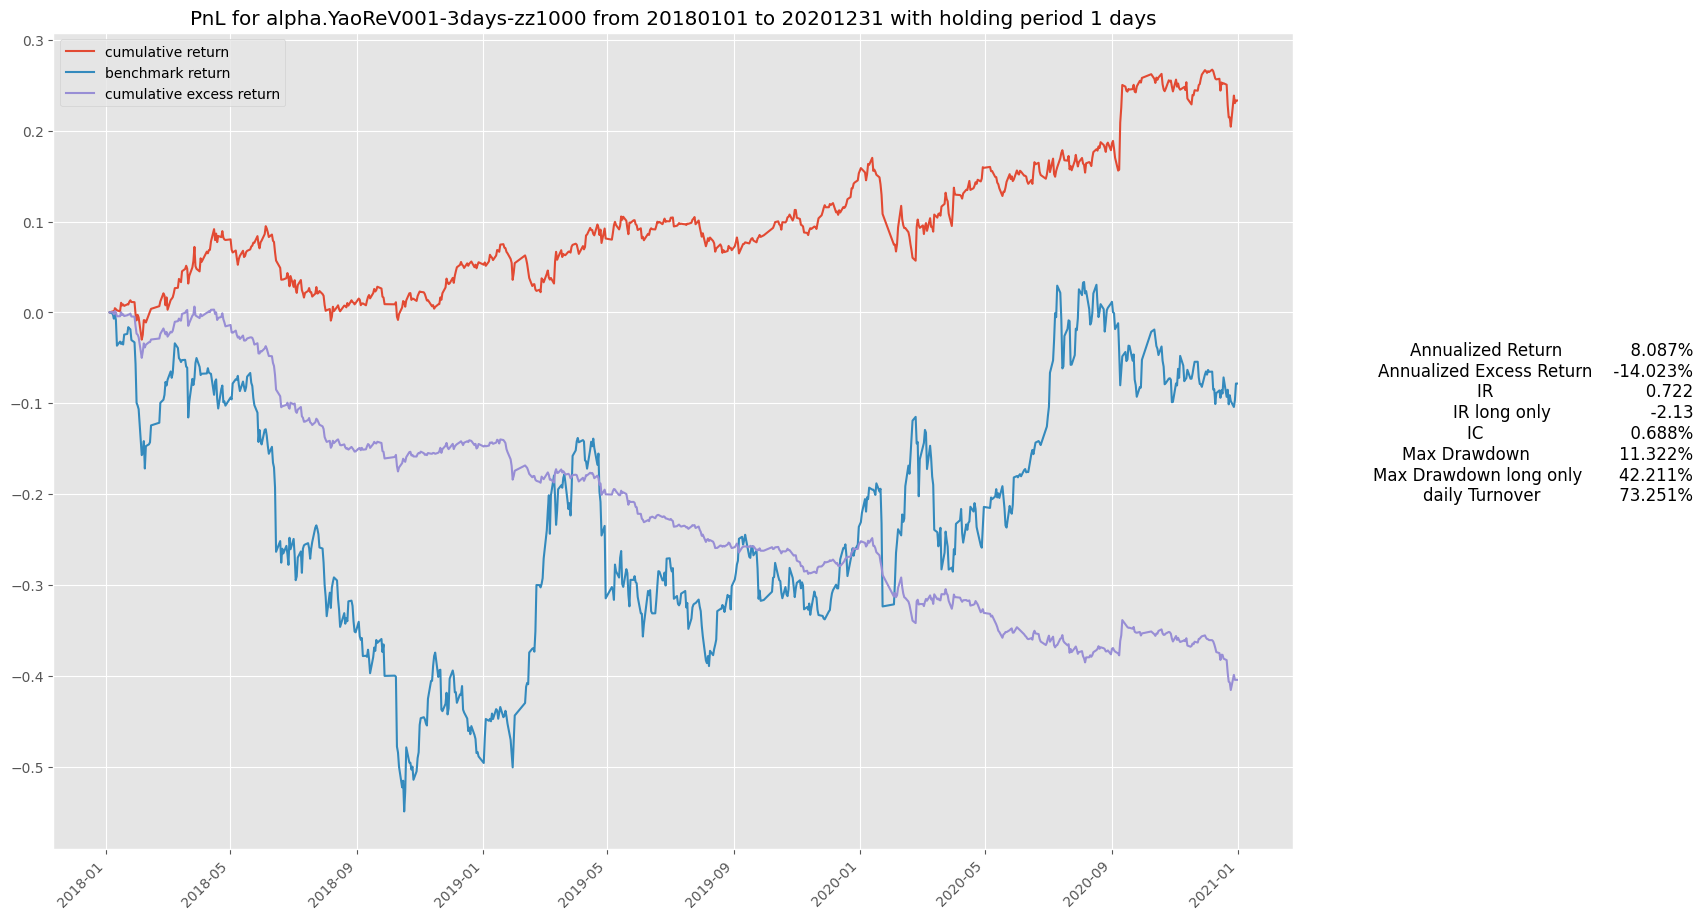 PnL for alpha.YaoReV001-3days-zz1000 from 20180101 to 20201231 with holding period 1 days
cumulative return
benchmark return
cumulative excess return
0.3
0.2
0.1
0.0
−0.1
−0.2
−0.3
−0.4
−0.5
2018-01
2018-05
2018-09
2019-01
2019-05
2019-09
2020-01
2020-05
2020-09
2021-01
Annualized Return 8.087%
Annualized Excess Return -14.023%
IR 0.722
IR long only -2.13
IC 0.688%
Max Drawdown 11.322%
Max Drawdown long only 42.211%
daily Turnover 73.251%